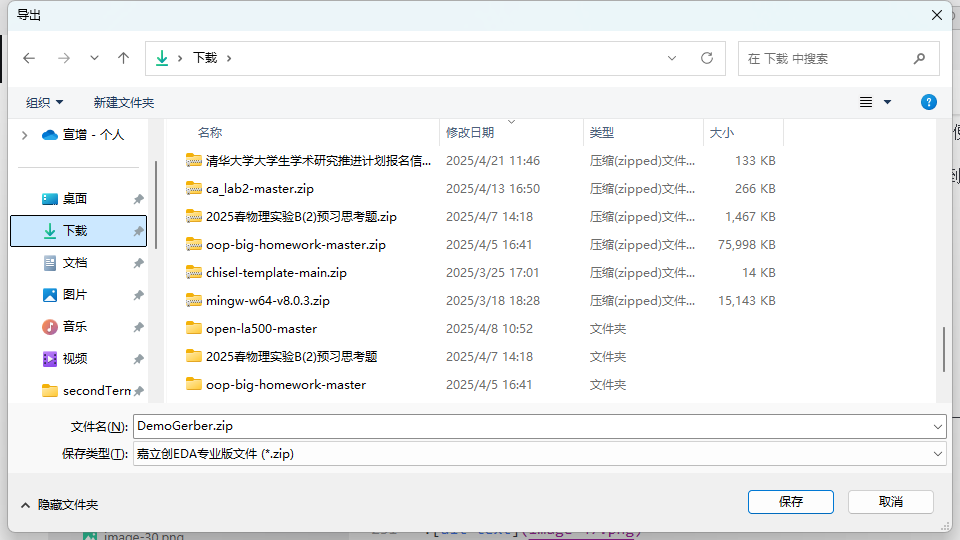 导出
下载
在 下载 中搜索
组织
新建文件夹
宣增 - 个人
名称 修改日期 类型 大小
清华大学大学生学术研究推进计划报名信... 2025/4/21 11:46 压缩(zipped)文件... 133 KB
ca_lab2-master.zip 2025/4/13 16:50 压缩(zipped)文件... 266 KB
桌面
2025春物理实验B(2)预习思考题.zip 2025/4/7 14:18 压缩(zipped)文件... 1,467 KB
下载
oop-big-homework-master.zip 2025/4/5 16:41 压缩(zipped)文件... 75,998 KB
文档
chisel-template-main.zip 2025/3/25 17:01 压缩(zipped)文件... 14 KB
图片
mingw-w64-v8.0.3.zip 2025/3/18 18:28 压缩(zipped)文件... 15,143 KB
音乐
open-la500-master 2025/4/8 10:52 文件夹
视频
2025春物理实验B(2)预习思考题 2025/4/7 14:18 文件夹
secondTerm
oop-big-homework-master 2025/4/5 16:41 文件夹
文件名(N): DemoGerber.zip
保存类型(T): 嘉立创EDA专业版文件 (*.zip)
隐藏文件夹
保存
取消
image-30.png